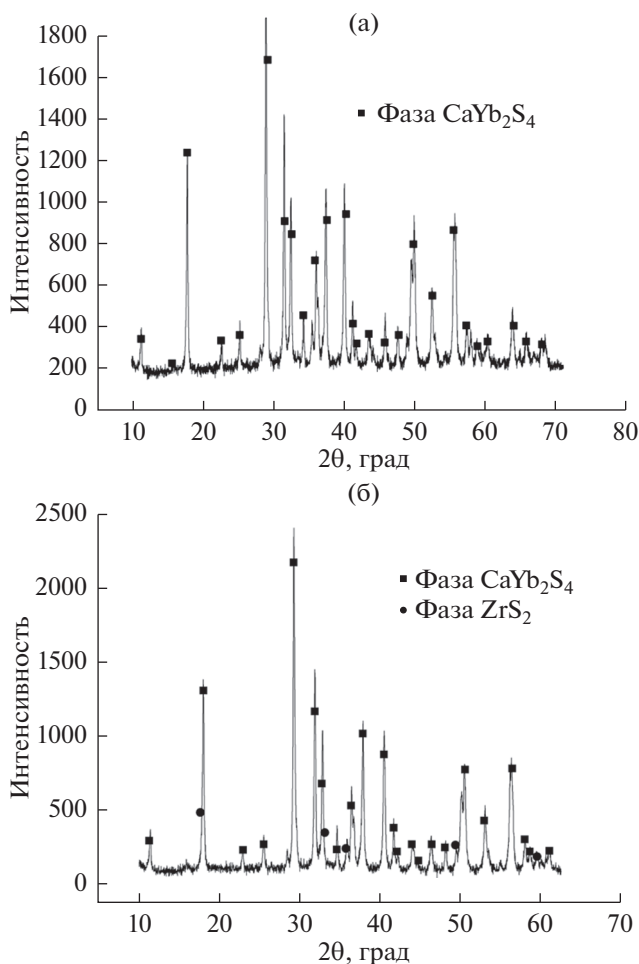 (а)
1800
1600
1400
1200
1000
800
600
400
200
0
Интенсивность
Фаза CaYb₂S₄
10 20 30 40 50 60 70 80
2θ, град
(б)
2500
2000
1500
1000
500
0
Интенсивность
Фаза CaYb₂S₄
Фаза ZrS₂
10 20 30 40 50 60 70
2θ, град